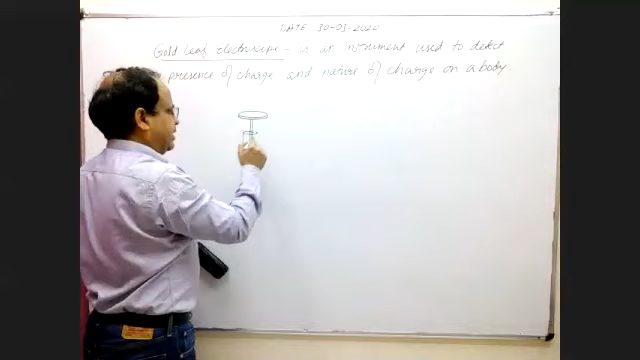 DATE 30-03-2020
Gold Leaf Electroscope - is an instrument used to detect
presence of charge and nature of charge on a body.